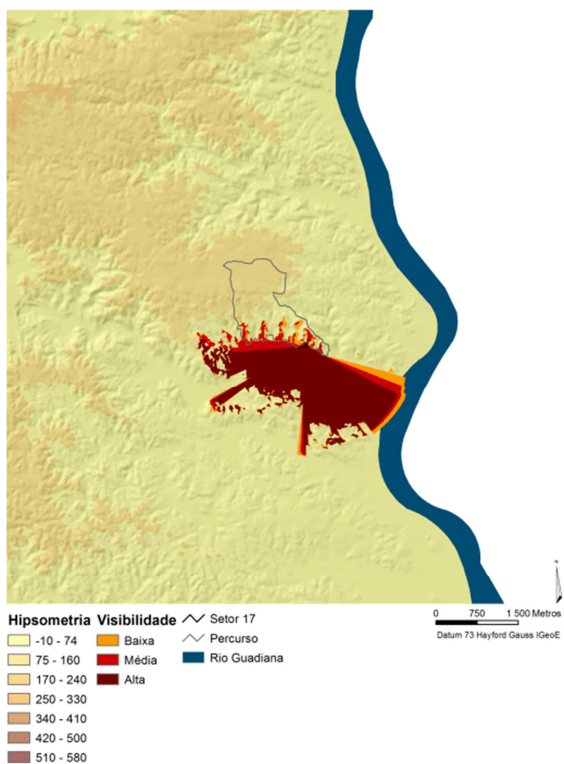 0 750 1 500 Metros
Datum 73 Hayford Gauss IGeoE
Hipsometria
-10 - 74
75 - 160
170 - 240
250 - 330
340 - 410
420 - 500
510 - 580
Visibilidade
Baixa
Média
Alta
Setor 17
Percurso
Rio Guadiana